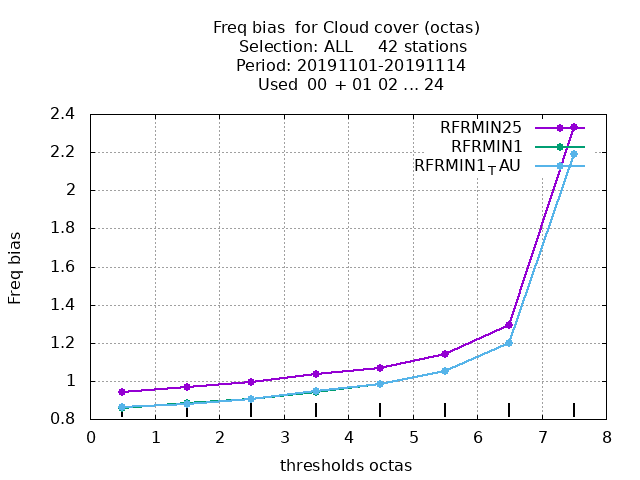 Freq bias  for Cloud cover (octas)
Selection: ALL     42 stations
Period: 20191101-20191114
Used  00  + 01 02 ... 24
2.4
2.2
2
1.8
1.6
1.4
1.2
1
0.8
Freq bias
RFRMIN25
RFRMIN1
RFRMIN1TAU
0 1 2 3 4 5 6 7 8
thresholds octas